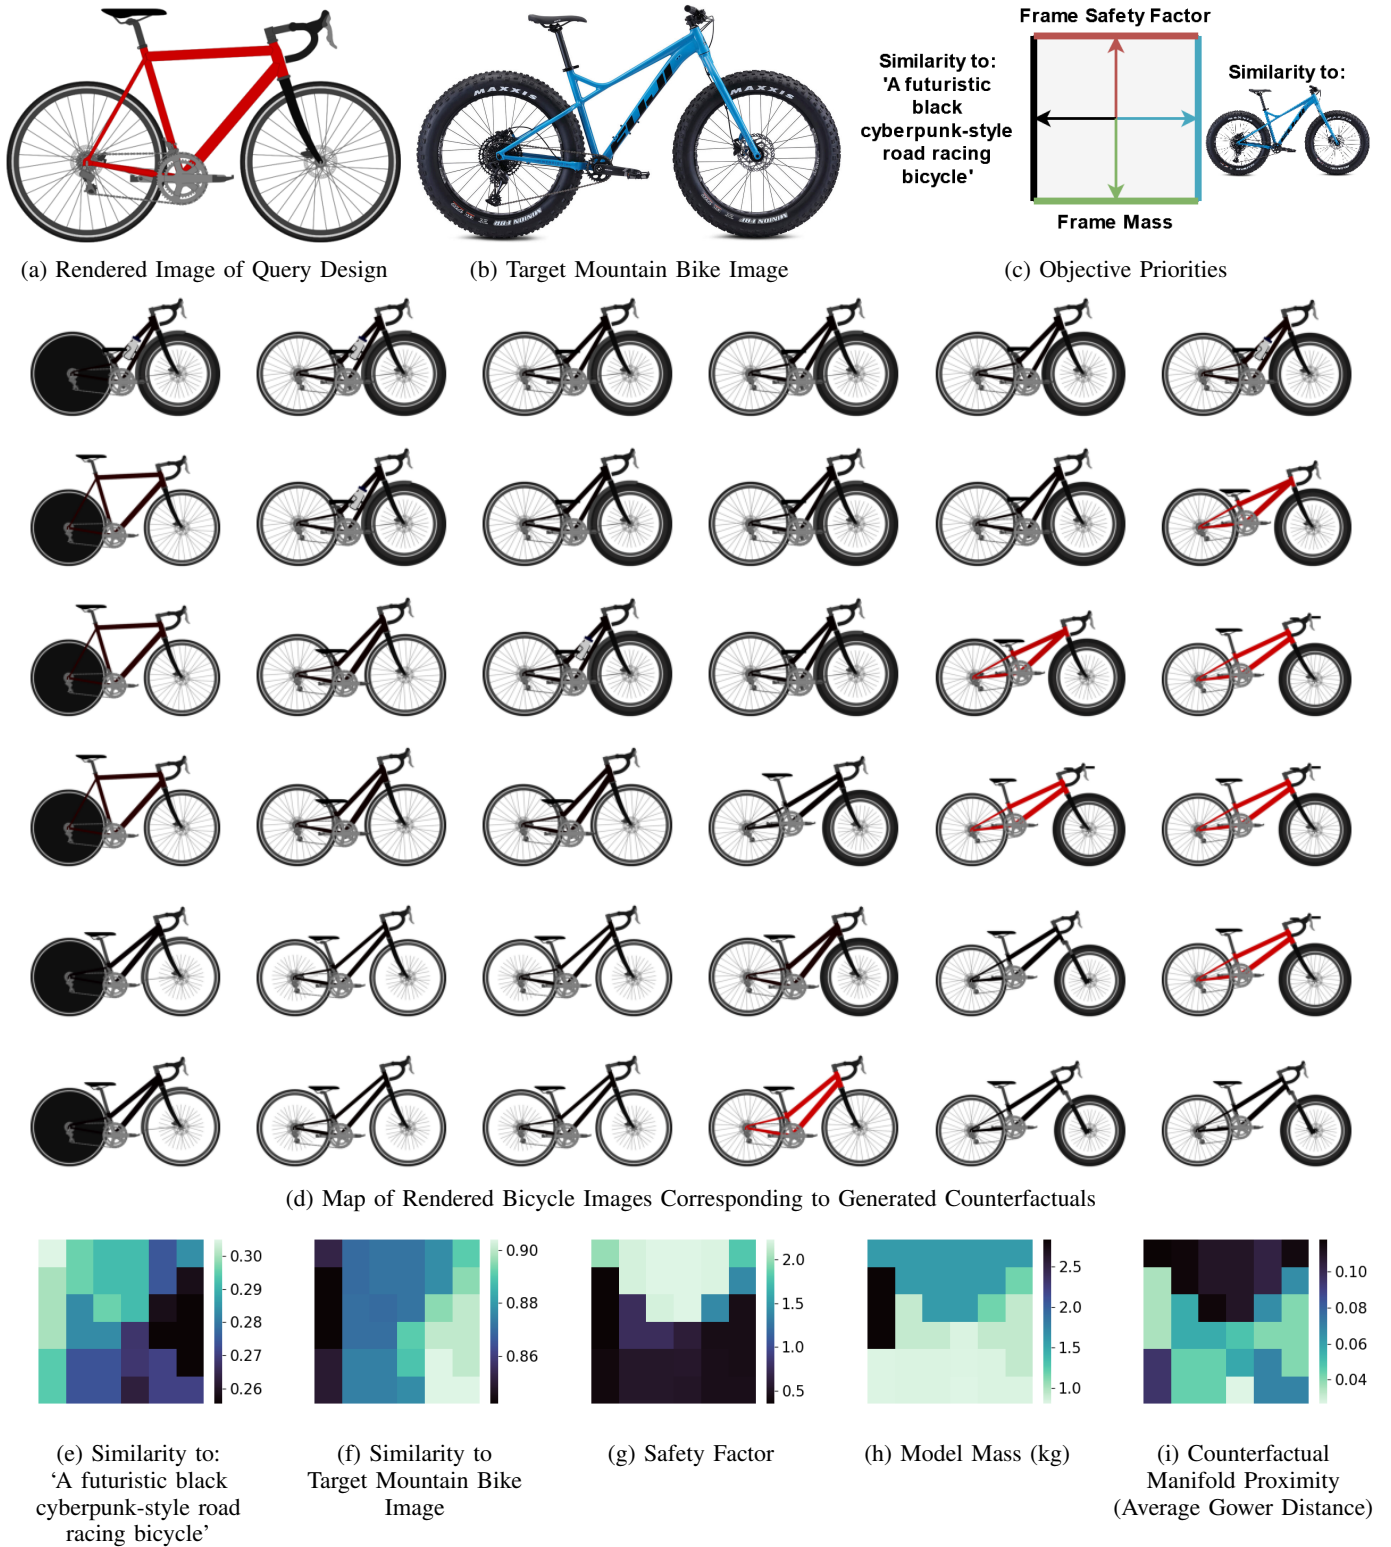 MAXXIS
MAXXIS
MINION FBR
MINION FBF
Frame Safety Factor
Similarity to:
'A futuristic
black
cyberpunk-style
road racing
bicycle'
Similarity to:
Frame Mass
(a) Rendered Image of Query Design
(b) Target Mountain Bike Image
(c) Objective Priorities
(d) Map of Rendered Bicycle Images Corresponding to Generated Counterfactuals
0.30
0.29
0.28
0.27
0.26
0.90
0.88
0.86
2.0
1.5
1.0
0.5
2.5
2.0
1.5
1.0
0.10
0.08
0.06
0.04
(e) Similarity to:
‘A futuristic black
cyberpunk-style road
racing bicycle’
(f) Similarity to
Target Mountain Bike
Image
(g) Safety Factor
(h) Model Mass (kg)
(i) Counterfactual
Manifold Proximity
(Average Gower Distance)